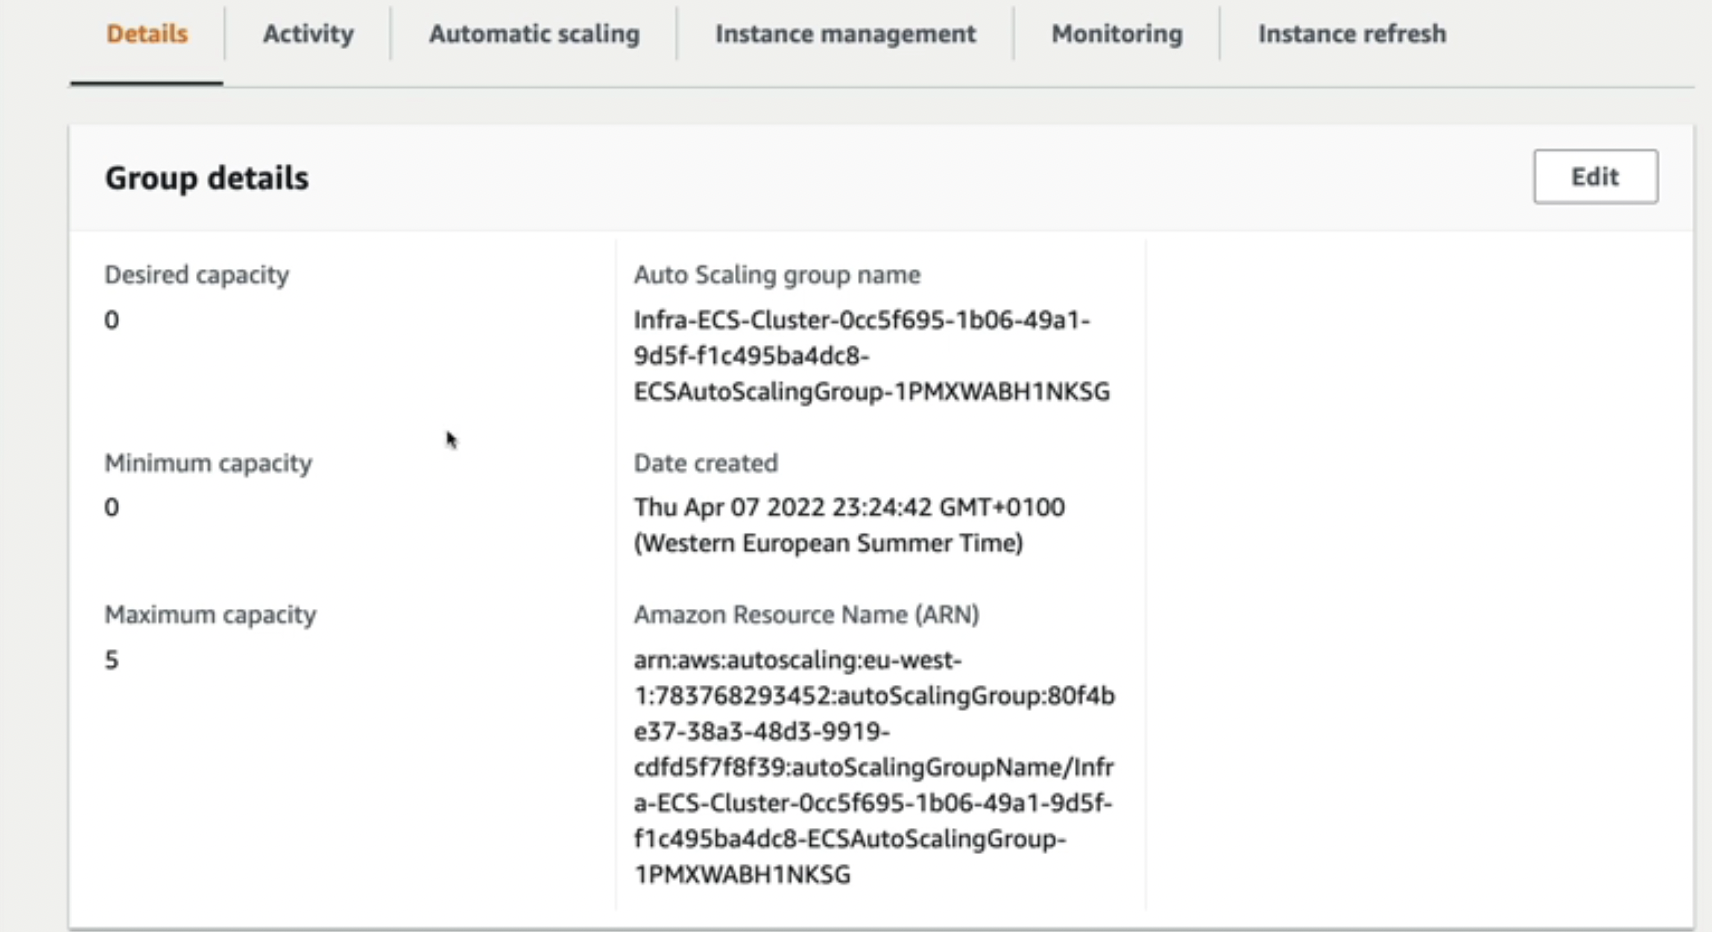 Details Activity Automatic scaling Instance management Monitoring Instance refresh
Group details
Edit
Desired capacity
0
Minimum capacity
0
Maximum capacity
5
Auto Scaling group name
Infra-ECS-Cluster-0cc5f695-1b06-49a1-
9d5f-f1c495ba4dc8-
ECSAutoScalingGroup-1PMXWABH1NKSG
Date created
Thu Apr 07 2022 23:24:42 GMT+0100
(Western European Summer Time)
Amazon Resource Name (ARN)
arn:aws:autoscaling:eu-west-
1:783768293452:autoScalingGroup:80f4b
e37-38a3-48d3-9919-
cdfd5f7f8f39:autoScalingGroupName/Infr
a-ECS-Cluster-0cc5f695-1b06-49a1-9d5f-
f1c495ba4dc8-ECSAutoScalingGroup-
1PMXWABH1NKSG